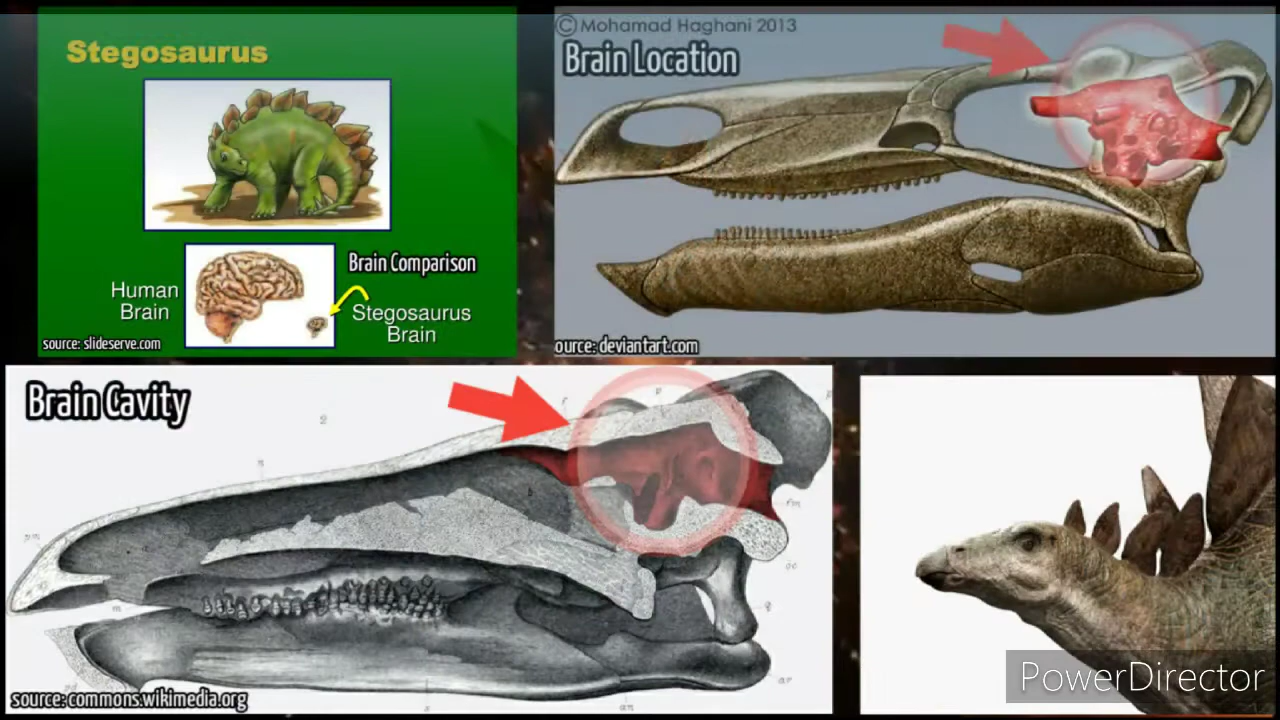 Stegosaurus
Brain Comparison
Human
Brain
Stegosaurus
Brain
source: slideserve.com
© Mohamad Haghani 2013
Brain Location
ource: deviantart.com
Brain Cavity
source: commons.wikimedia.org
PowerDirector